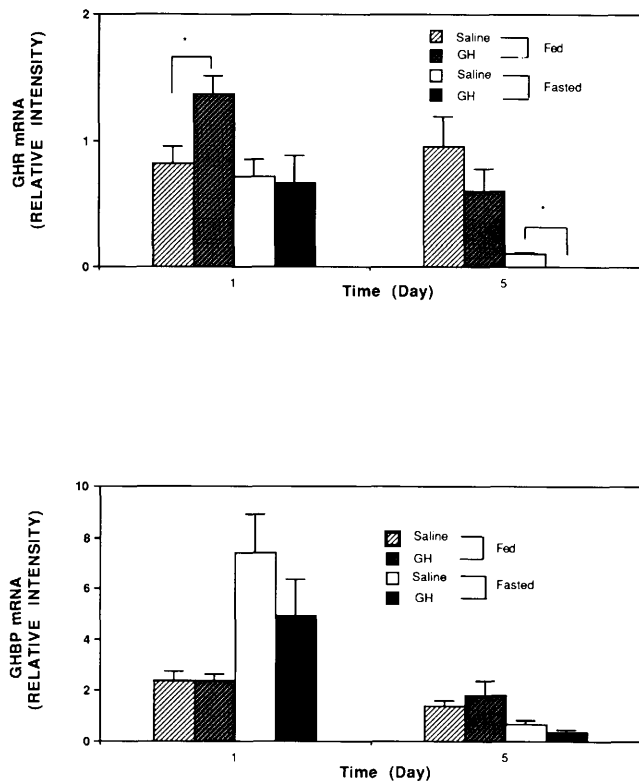 2
1
0
GHR mRNA
(RELATIVE INTENSITY)
Saline
GH
Saline
GH
Fed
Fasted
*
*
1
5
Time (Day)
10
8
6
4
2
0
GHBP mRNA
(RELATIVE INTENSITY)
Saline
GH
Saline
GH
Fed
Fasted
1
5
Time (Day)